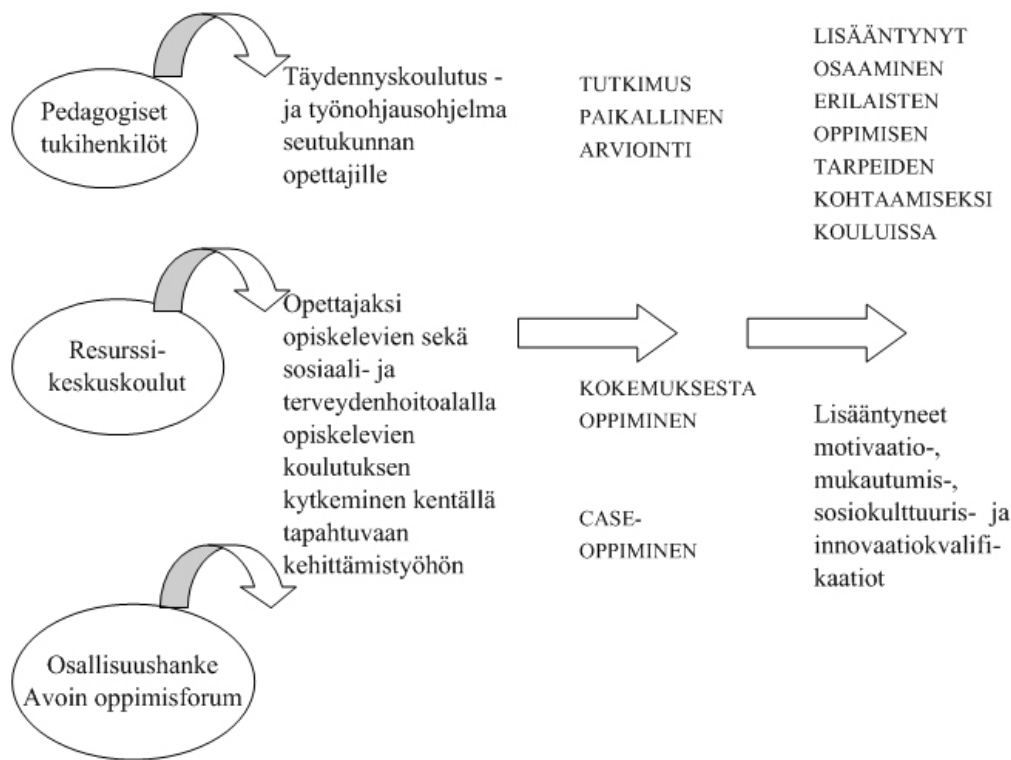 Pedagogiset
tukihenkilöt
Täydennyskoulutus -
ja työnohjausohjelma
seutukunnan
opettajille
TUTKIMUS
PAIKALLINEN
ARVIOINTI
LISÄÄNTYNYT
OSAAMINEN
ERILAISTEN
OPPIMISEN
TARPEIDEN
KOHTAAMISEKSI
KOULUISSA
Resurssi-
keskuskoulut
Opettajaksi
opiskelevien sekä
sosiaali- ja
terveydenhoitoalalla
opiskelevien
koulutuksen
kytkeminen kentällä
tapahtuvaan
kehittämistyöhön
KOKEMUKSESTA
OPPIMINEN
CASE-
OPPIMINEN
Lisääntyneet
motivaatio-,
mukautumis-,
sosiokulttuuris- ja
innovaatiokvalifi-
kaatiot
Osallisuushanke
Avoin oppimisforum